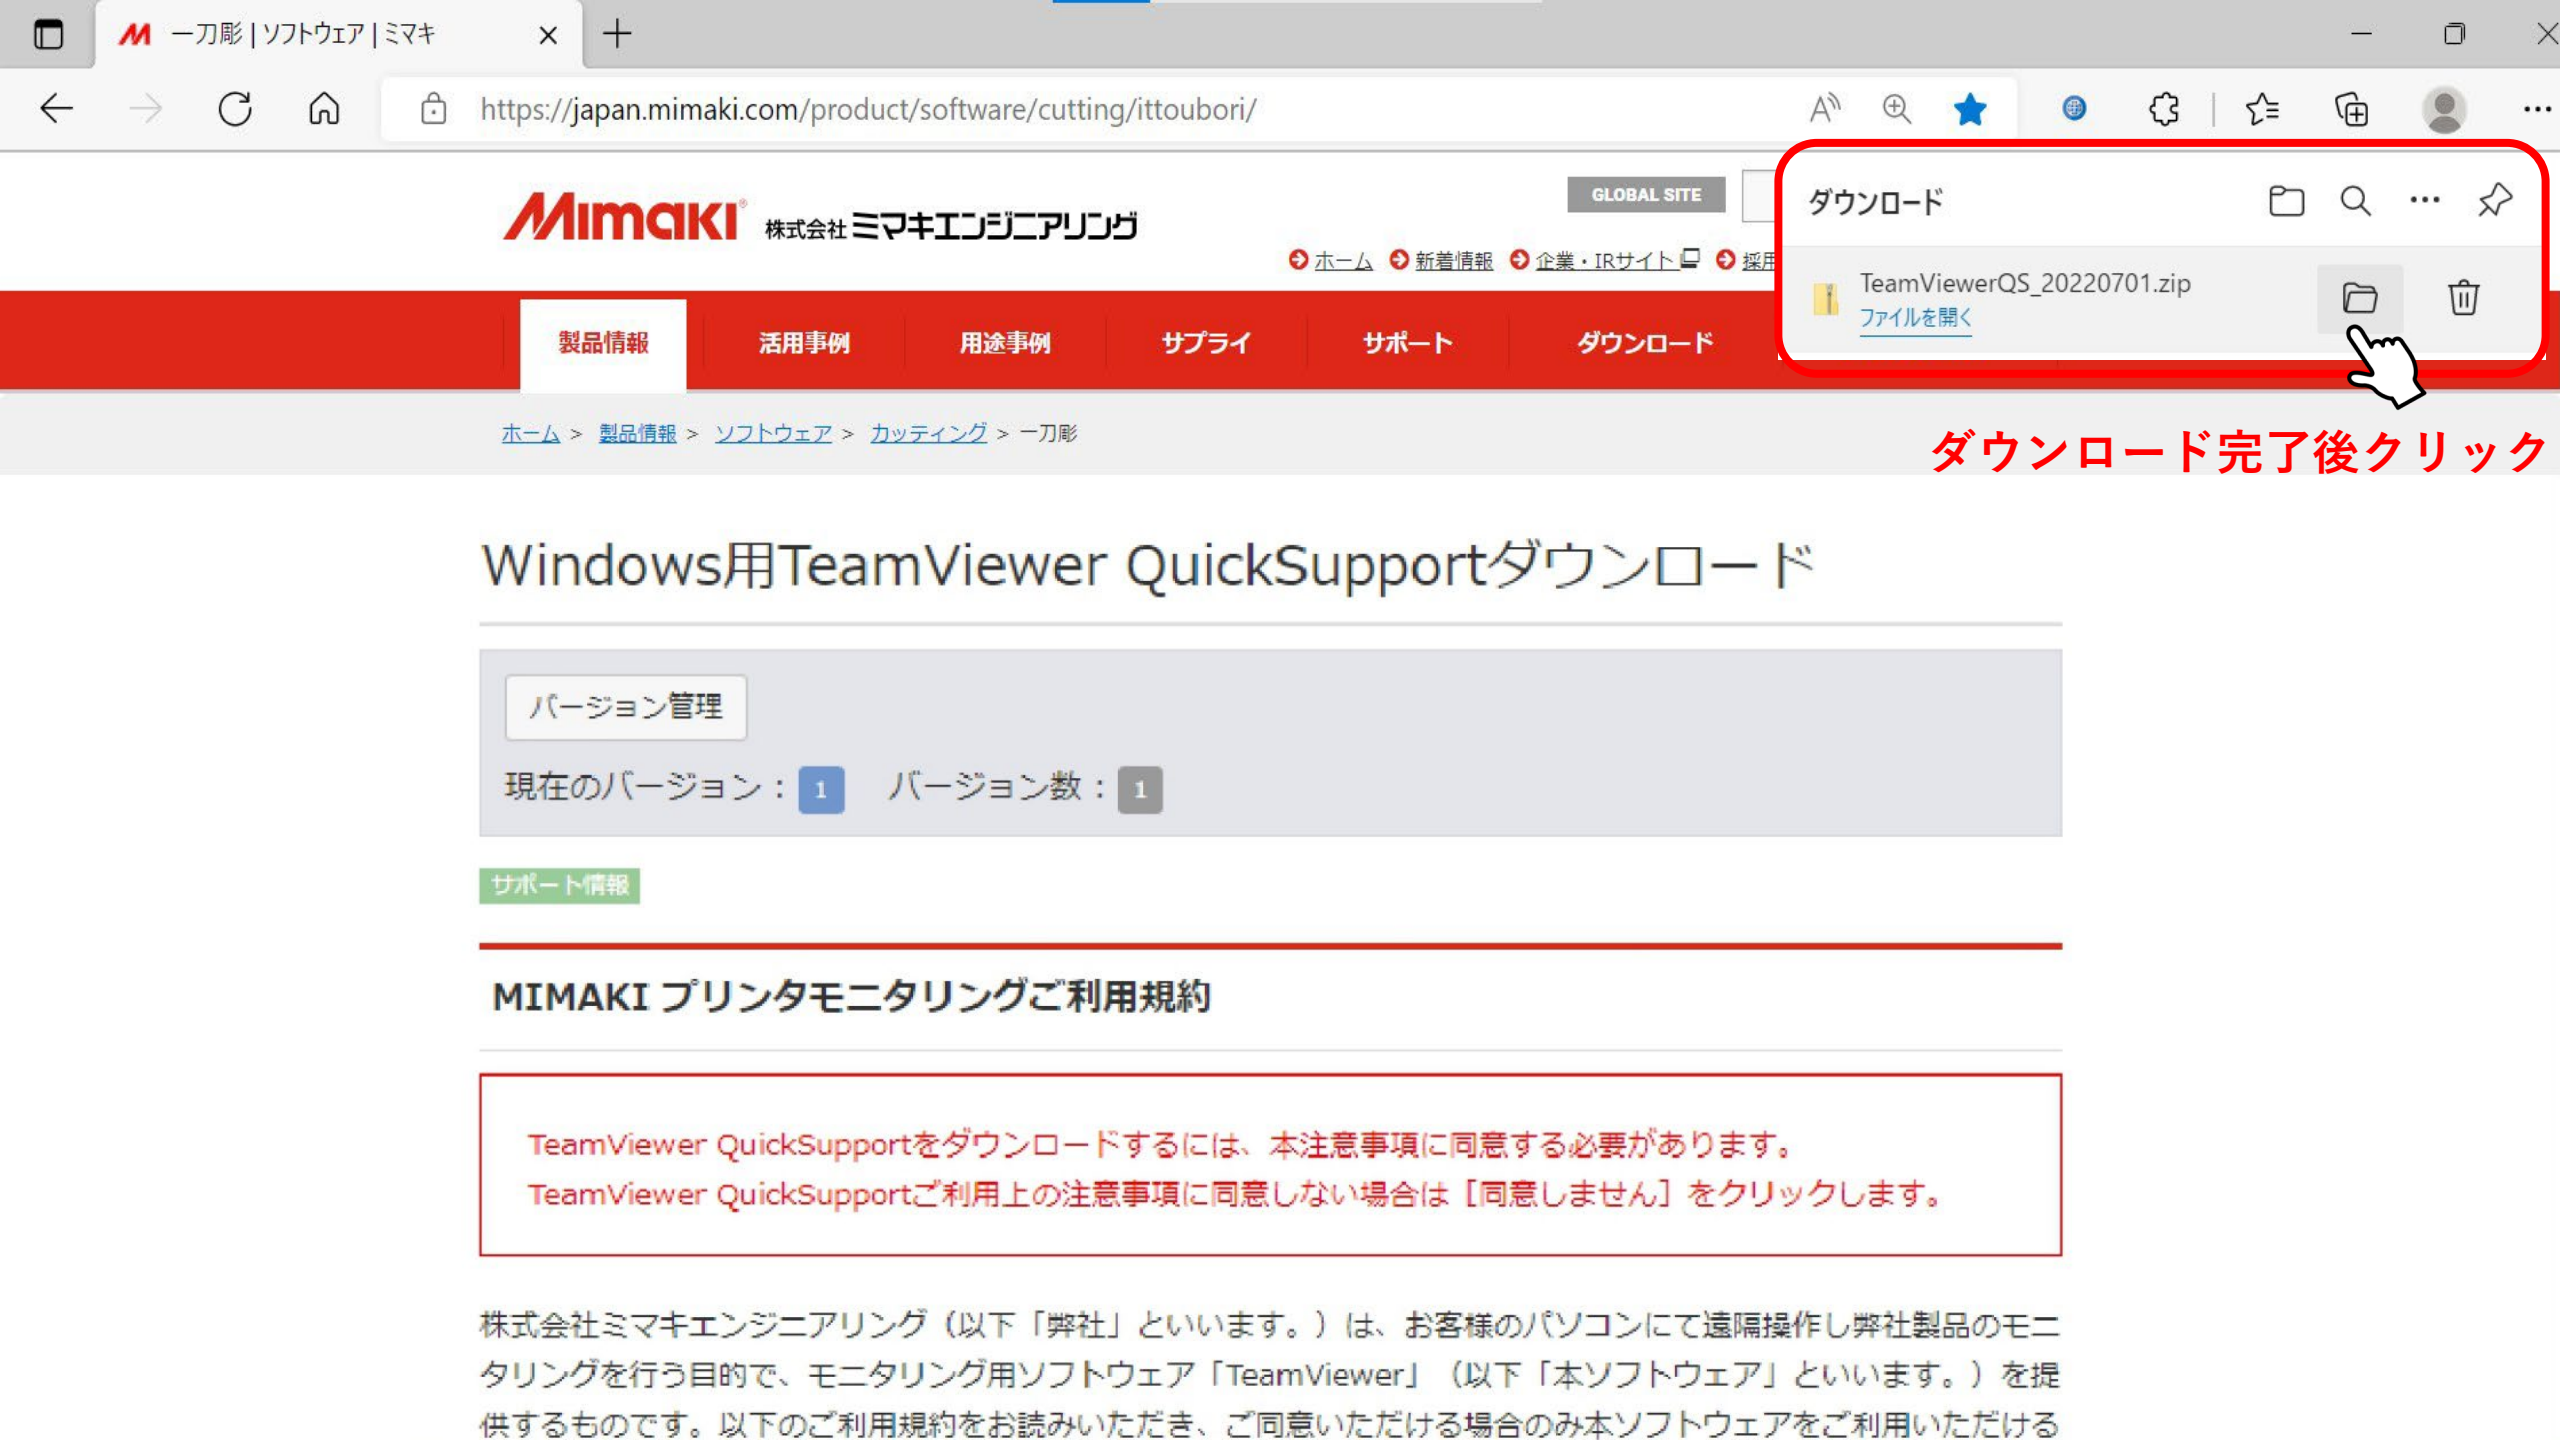 一刀彫 | ソフトウェア | ミマキ
https://japan.mimaki.com/product/software/cutting/ittoubori/
Mimaki® 株式会社ミマキエンジニアリング
GLOBAL SITE
ホーム 新着情報 企業・IRサイト 採用
ダウンロード
TeamViewerQS_20220701.zip
ファイルを開く
製品情報 活用事例 用途事例 サプライ サポート ダウンロード
ホーム > 製品情報 > ソフトウェア > カッティング > 一刀彫
ダウンロード完了後クリック
Windows用TeamViewer QuickSupportダウンロード
バージョン管理
現在のバージョン : 1 バージョン数 : 1
サポート情報
MIMAKI プリンタモニタリングご利用規約
TeamViewer QuickSupportをダウンロードするには、本注意事項に同意する必要があります。
TeamViewer QuickSupportご利用上の注意事項に同意しない場合は［同意しません］をクリックします。
株式会社ミマキエンジニアリング（以下「弊社」といいます。）は、お客様のパソコンにて遠隔操作し弊社製品のモニ
タリングを行う目的で、モニタリング用ソフトウェア「TeamViewer」（以下「本ソフトウェア」といいます。）を提
供するものです。以下のご利用規約をお読みいただき、ご同意いただける場合のみ本ソフトウェアをご利用いただける